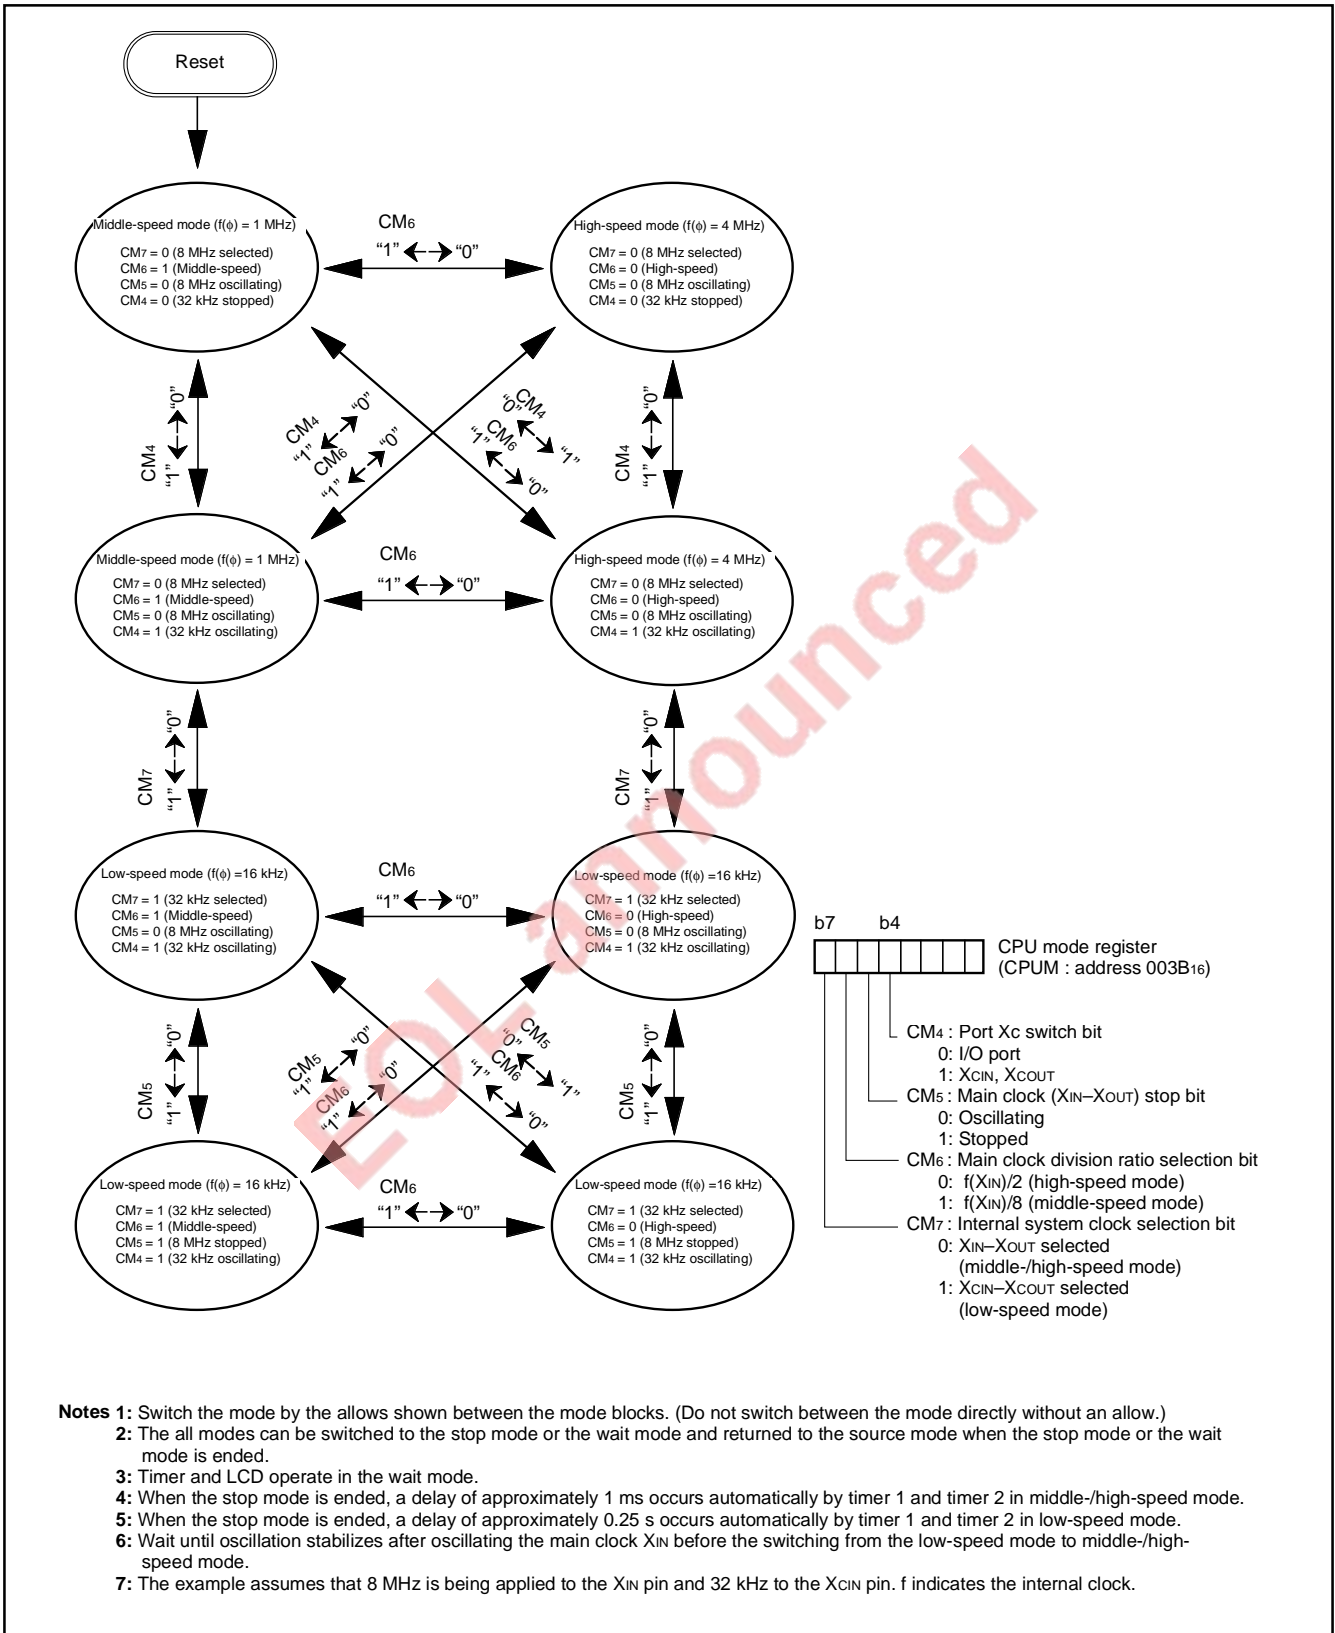 Reset
Middle-speed mode (f(ϕ) = 1 MHz)
CM7 = 0 (8 MHz selected)
CM6 = 1 (Middle-speed)
CM5 = 0 (8 MHz oscillating)
CM4 = 0 (32 kHz stopped)
CM6
“1” “0”
High-speed mode (f(ϕ) = 4 MHz)
CM7 = 0 (8 MHz selected)
CM6 = 0 (High-speed)
CM5 = 0 (8 MHz oscillating)
CM4 = 0 (32 kHz stopped)
CM4
“1” “0”
CM4
“1” “0”
CM6
“1” “0”
CM4
“0” “1”
CM6
“1” “0”
CM4
“1” “0”
Middle-speed mode (f(ϕ) = 1 MHz)
CM7 = 0 (8 MHz selected)
CM6 = 1 (Middle-speed)
CM5 = 0 (8 MHz oscillating)
CM4 = 1 (32 kHz oscillating)
CM6
“1” “0”
High-speed mode (f(ϕ) = 4 MHz)
CM7 = 0 (8 MHz selected)
CM6 = 0 (High-speed)
CM5 = 0 (8 MHz oscillating)
CM4 = 1 (32 kHz oscillating)
CM7
“1” “0”
CM7
“1” “0”
Low-speed mode (f(ϕ) =16 kHz)
CM7 = 1 (32 kHz selected)
CM6 = 1 (Middle-speed)
CM5 = 0 (8 MHz oscillating)
CM4 = 1 (32 kHz oscillating)
CM6
“1” “0”
Low-speed mode (f(ϕ) =16 kHz)
CM7 = 1 (32 kHz selected)
CM6 = 0 (High-speed)
CM5 = 0 (8 MHz oscillating)
CM4 = 1 (32 kHz oscillating)
CM5
“1” “0”
CM5
“1” “0”
CM6
“1” “0”
CM5
“0” “1”
CM6
“1” “0”
CM5
“1” “0”
Low-speed mode (f(ϕ) = 16 kHz)
CM7 = 1 (32 kHz selected)
CM6 = 1 (Middle-speed)
CM5 = 1 (8 MHz stopped)
CM4 = 1 (32 kHz oscillating)
CM6
“1” “0”
Low-speed mode (f(ϕ) =16 kHz)
CM7 = 1 (32 kHz selected)
CM6 = 0 (High-speed)
CM5 = 1 (8 MHz stopped)
CM4 = 1 (32 kHz oscillating)
b7 b4
CPU mode register
(CPUM : address 003B16)
CM4 : Port Xc switch bit
0: I/O port
1: XCIN, XCOUT
CM5 : Main clock (XIN–XOUT) stop bit
0: Oscillating
1: Stopped
CM6 : Main clock division ratio selection bit
0: f(XIN)/2 (high-speed mode)
1: f(XIN)/8 (middle-speed mode)
CM7 : Internal system clock selection bit
0: XIN–XOUT selected
(middle-/high-speed mode)
1: XCIN–XCOUT selected
(low-speed mode)
EOL announced
Notes 1: Switch the mode by the allows shown between the mode blocks. (Do not switch between the mode directly without an allow.)
2: The all modes can be switched to the stop mode or the wait mode and returned to the source mode when the stop mode or the wait
mode is ended.
3: Timer and LCD operate in the wait mode.
4: When the stop mode is ended, a delay of approximately 1 ms occurs automatically by timer 1 and timer 2 in middle-/high-speed mode.
5: When the stop mode is ended, a delay of approximately 0.25 s occurs automatically by timer 1 and timer 2 in low-speed mode.
6: Wait until oscillation stabilizes after oscillating the main clock XIN before the switching from the low-speed mode to middle-/high-
speed mode.
7: The example assumes that 8 MHz is being applied to the XIN pin and 32 kHz to the XCIN pin. f indicates the internal clock.